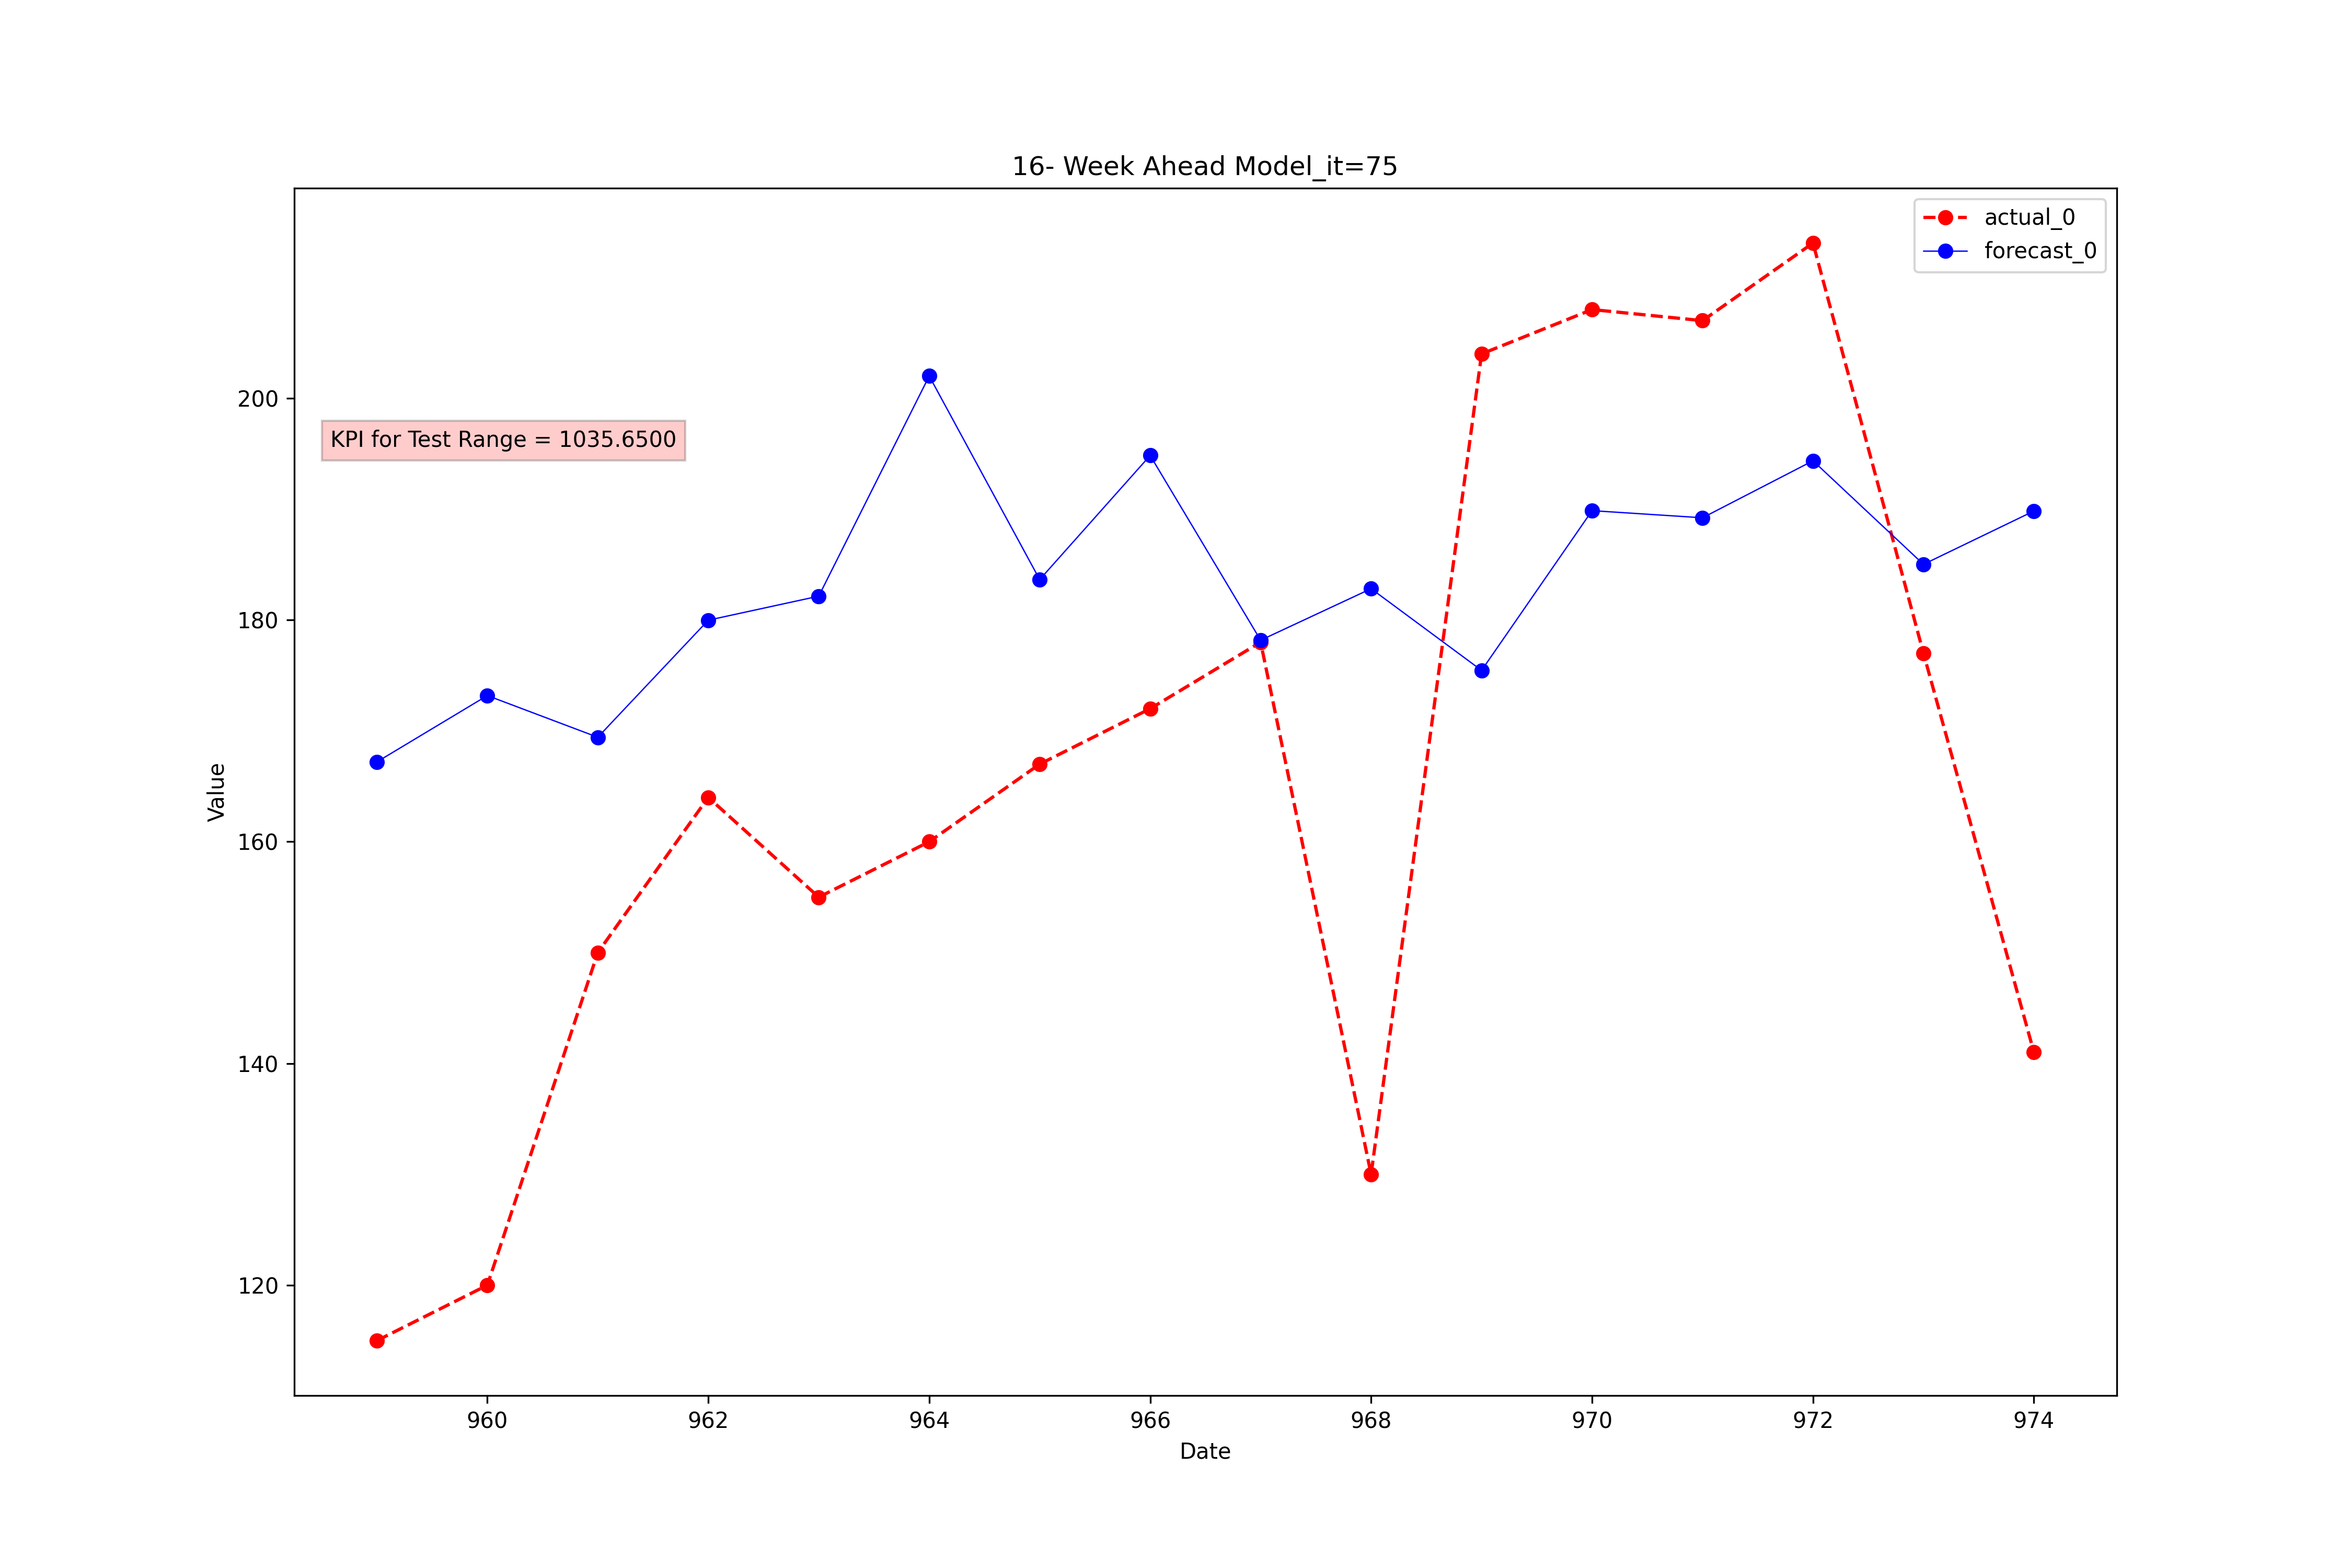 16- Week Ahead Model_it=75
actual_0
forecast_0
KPI for Test Range = 1035.6500
Value
200
180
160
140
120
960 962 964 966 968 970 972 974
Date